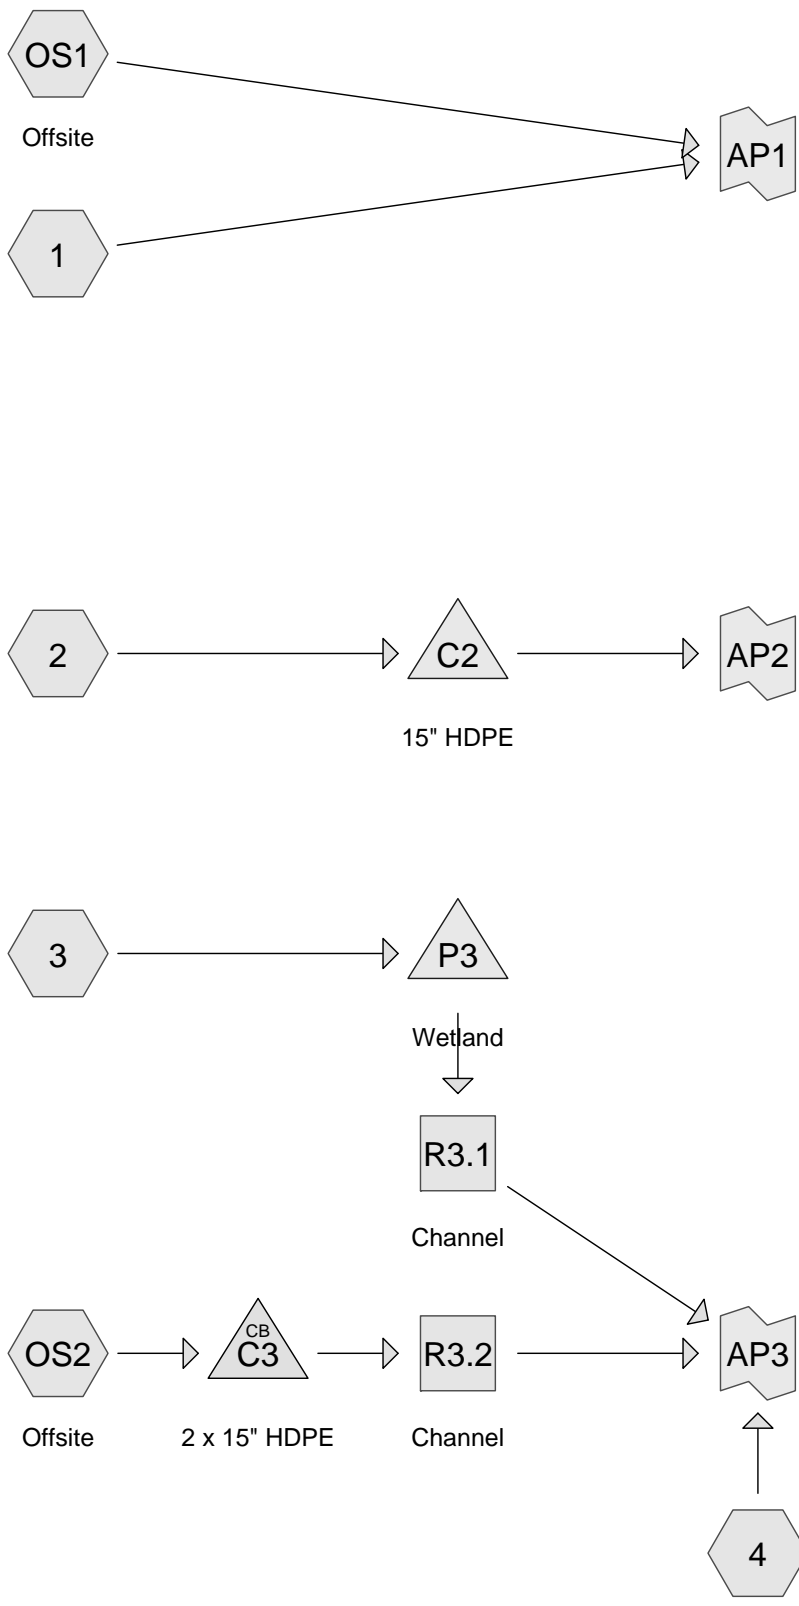 OS1
Offsite
AP1
1
2
C2
AP2
15" HDPE
3
P3
Wetland
R3.1
Channel
OS2
CB
C3
R3.2
AP3
Offsite
2 x 15" HDPE
Channel
4